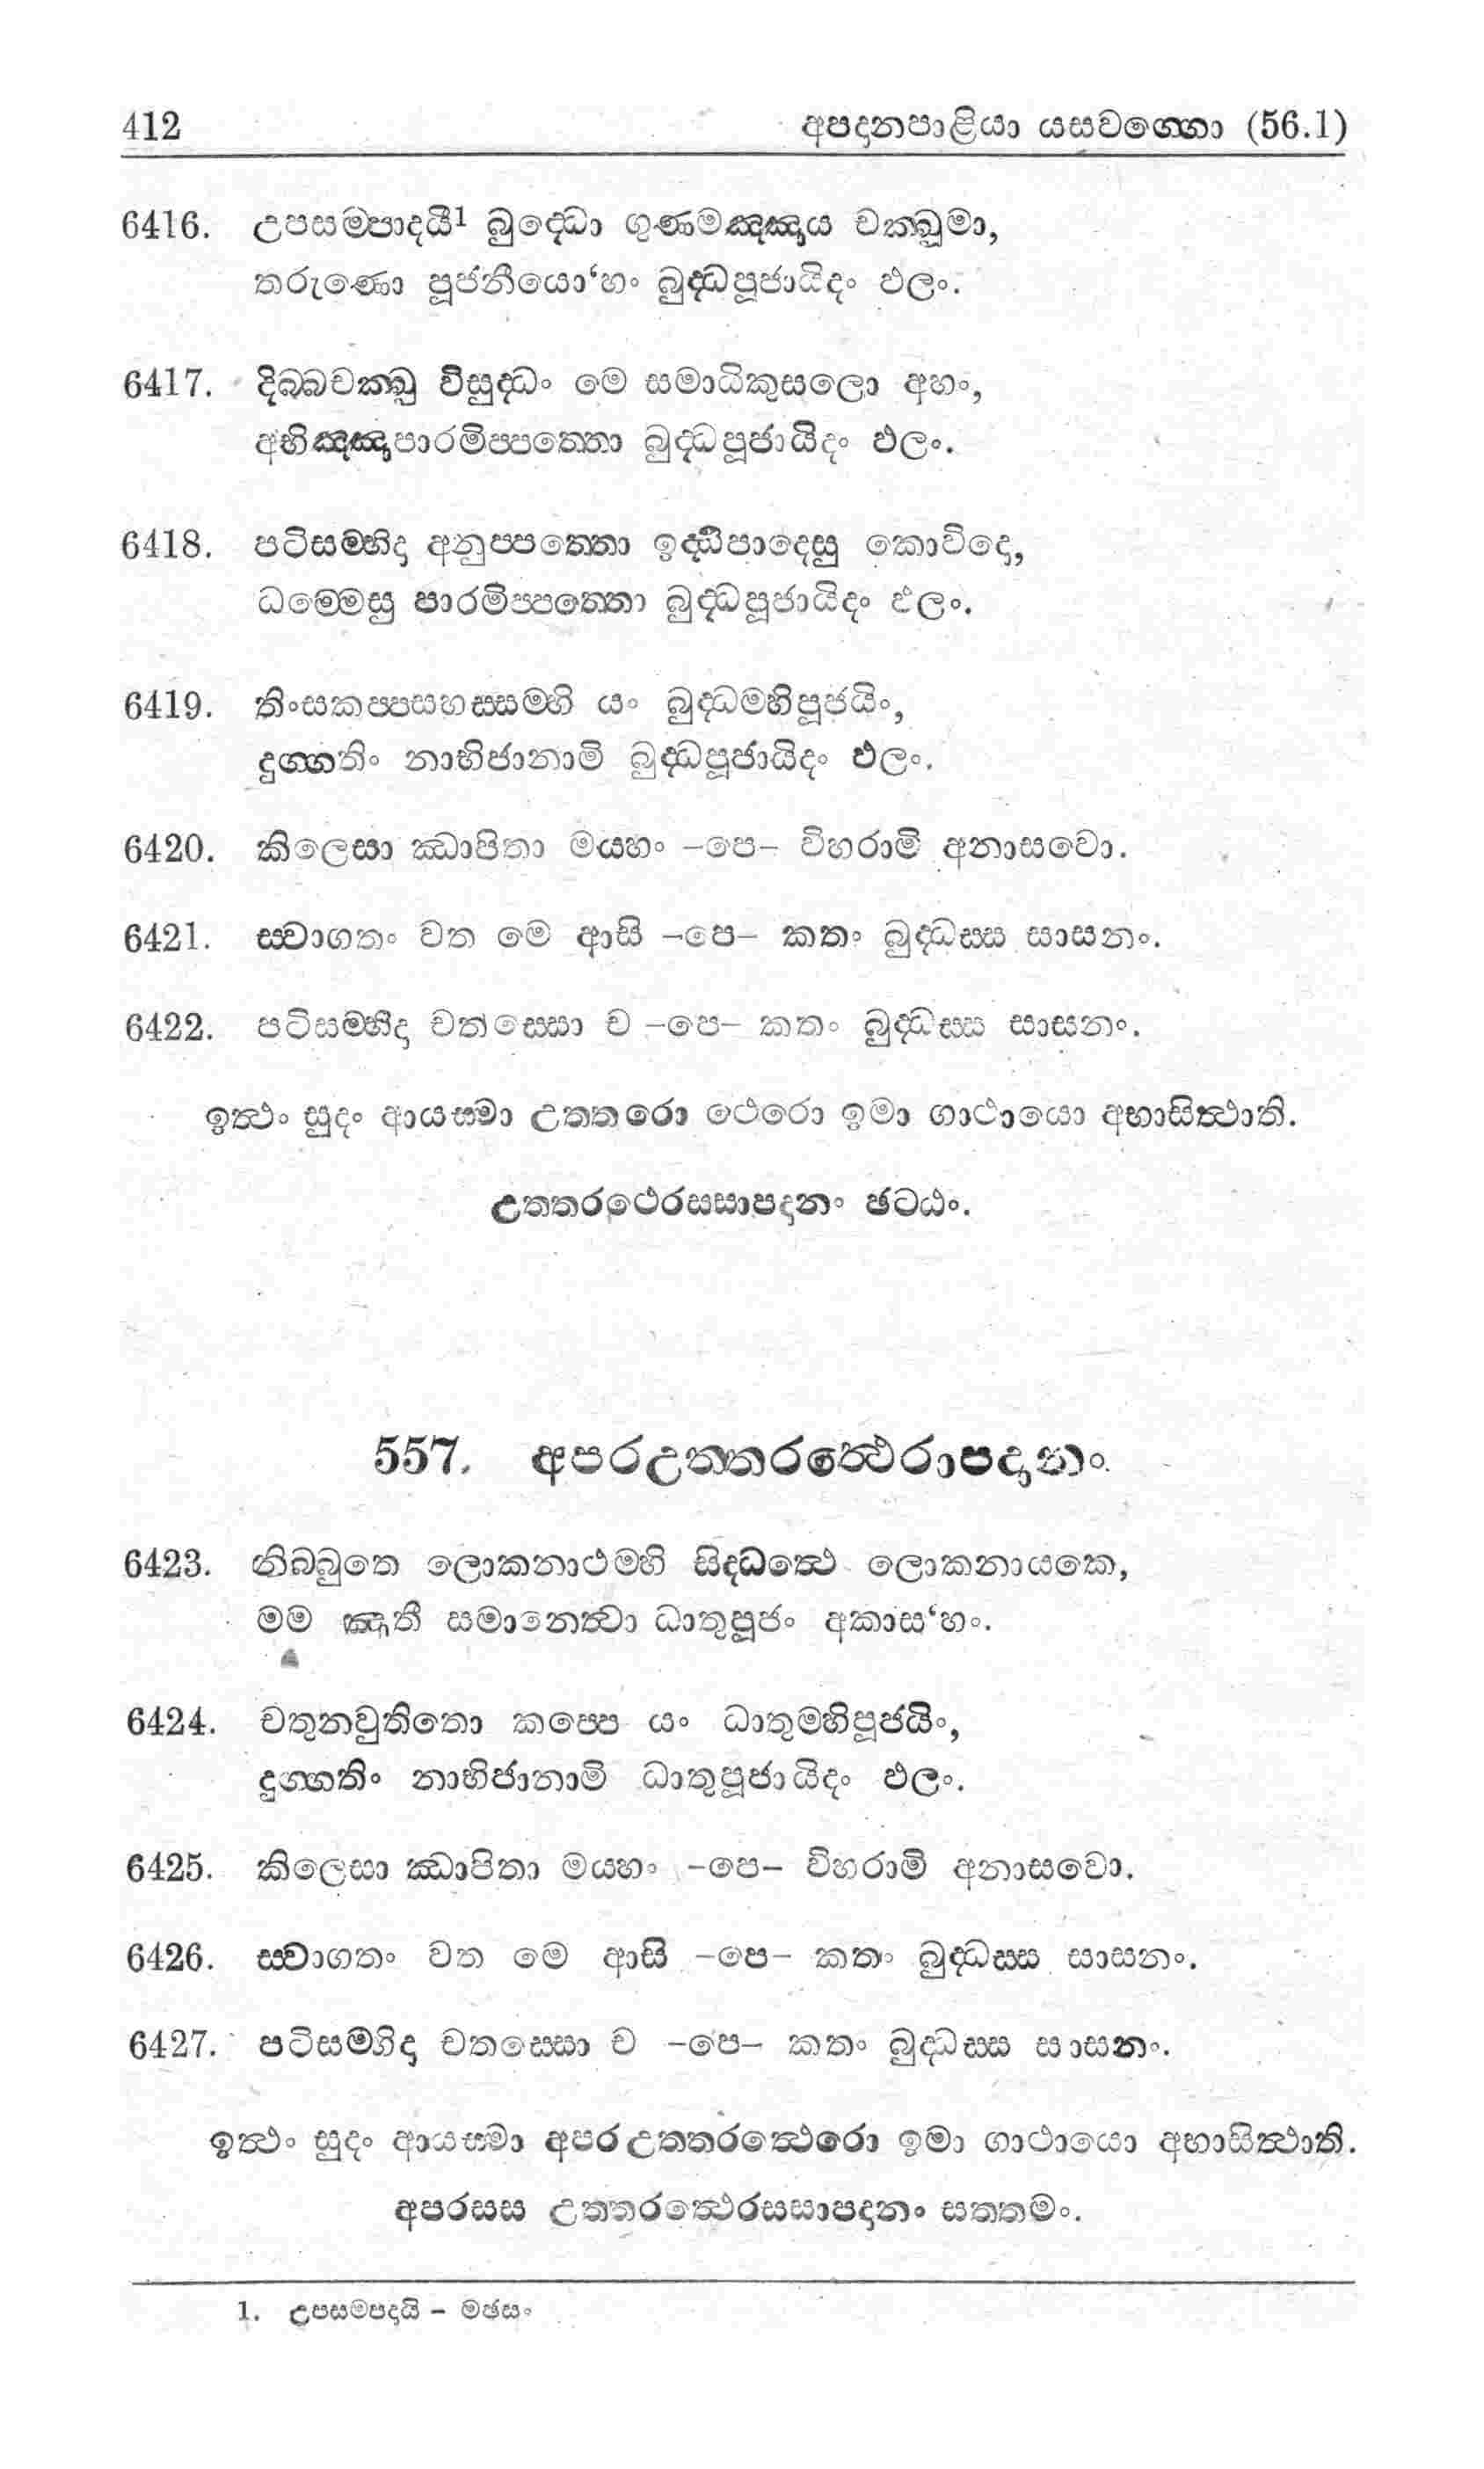 412 අපදානපාළියා යසවග්ගො (56.1)
6416. උපසම්පාදයී1 බුද්ධො ගුණමඤ්ඤාය චක්ඛුමා,
තරුණො පූජනීයො‘හං බුද්ධපූජායිදං ඵලං.
6417. දිබ්බචක්ඛු විසුද්ධං මෙ සමාධිකුසලො අහං,
අභිඤ්ඤාපාරමිප්පත්තො බුද්ධපූජායිදං ඵලං.
6418. පටිසම්භිදා අනුප්පත්තො ඉද්ධිපාදෙසු කොවිදො,
ධම්මෙසු පාරමිප්පත්තො බුද්ධපූජායිදං ඵලං.
6419. තිංසකප්පසහස්සම්හි යං බුද්ධමභිපූජයිං,
දුග්ගතිං නාභිජානාමි බුද්ධපූජායිදං ඵලං.
6420. කිලෙසා ඣාපිතා මය්හං –පෙ– විහරාමි අනාසවො.
6421. ස්වාගතං වත මෙ ආසි –පෙ– කතං බුද්ධස්ස සාසනං.
6422. පටිසම්භිදා චතස්සො ච –පෙ– කතං බුද්ධස්ස සාසනං.
ඉත්ථං සුදං ආයස්මා උත්තරො ථෙරො ඉමා ගාථායො අභාසිත්ථාති.
උත්තරථෙරස්සාපදානං ඡට්ඨං.
557. අපරඋත්තරත්ථෙරාපදානං.
6423. නිබ්බුතෙ ලොකනාථම්හි සිද්ධත්ථෙ ලොකනායකෙ,
මම ඤාතී සමානෙත්වා ධාතුපූජං අකාස‘හං.
6424. චතුනවුතිතො කප්පෙ යං ධාතුමභිපූජයිං,
දුග්ගතිං නාභිජානාමි ධාතුපූජායිදං ඵලං.
6425. කිලෙසා ඣාපිතා මය්හං –පෙ– විහරාමි අනාසවො.
6426. ස්වාගතං වත මෙ ආසි –පෙ– කතං බුද්ධස්ස සාසනං.
6427. පටිසම්භිදා චතස්සො ච –පෙ– කතං බුද්ධස්ස සාසනං.
ඉත්ථං සුදං ආයස්මා අපරඋත්තරත්ථෙරො ඉමා ගාථායො අභාසිත්ථාති.
අපරස්ස උත්තරත්ථෙරස්සාපදානං සත්තමං.
1. උපසම්පදායි – මඡසං